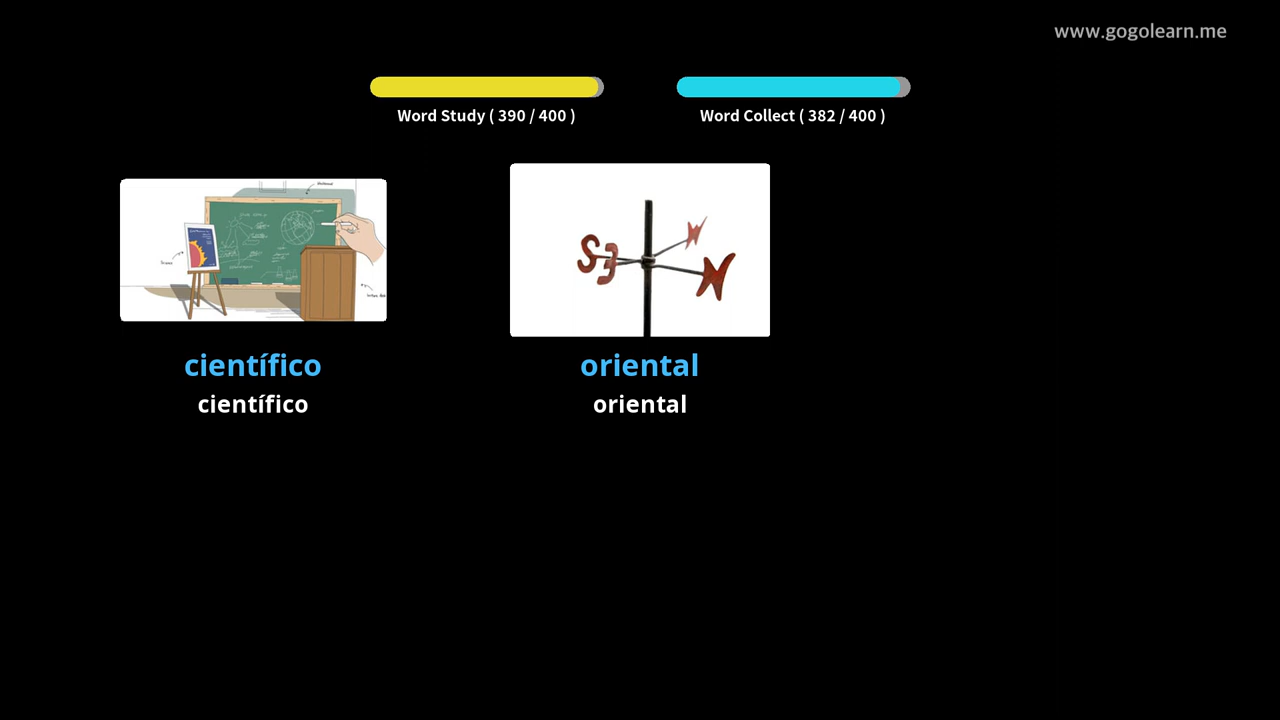 www.gogolearn.me
Word Study ( 390 / 400 )
Word Collect ( 382 / 400 )
S E N
científico
oriental
científico
oriental